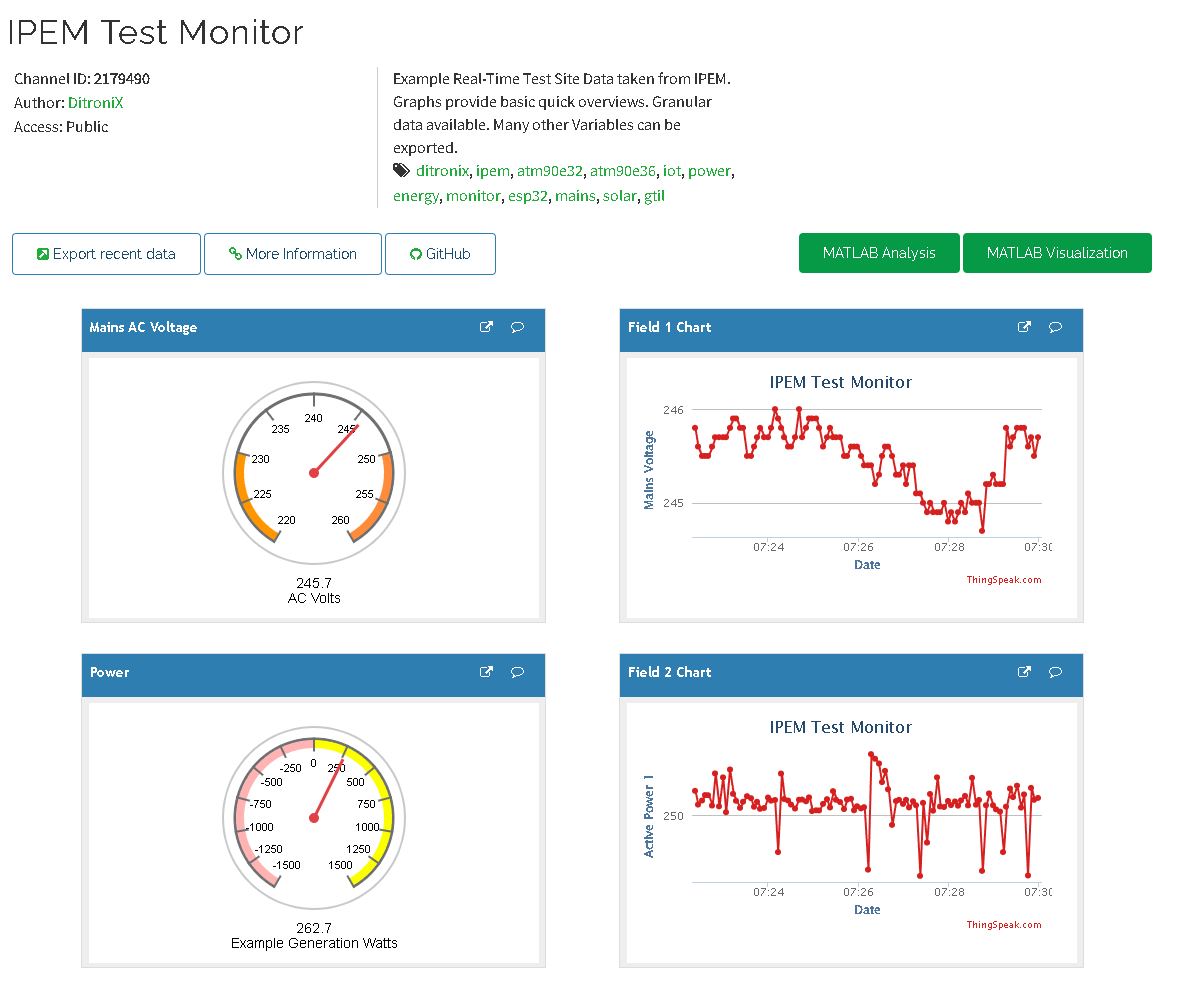 IPEM Test Monitor
Channel ID: 2179490
Author: DitroniX
Access: Public
Example Real-Time Test Site Data taken from IPEM.
Graphs provide basic quick overviews. Granular
data available. Many other Variables can be
exported.
ditronix, ipem, atm90e32, atm90e36, iot, power,
energy, monitor, esp32, mains, solar, gtil
Export recent data
More Information
GitHub
MATLAB Analysis
MATLAB Visualization
Mains AC Voltage
220
225
230
235
240
245
250
255
260
245.7
AC Volts
Field 1 Chart
IPEM Test Monitor
Mains Voltage
246
245
07:24 07:26 07:28 07:30
Date
ThingSpeak.com
Power
-1500
-1250
-1000
-750
-500
-250
0
250
500
750
1000
1250
1500
262.7
Example Generation Watts
Field 2 Chart
IPEM Test Monitor
Active Power 1
250
07:24 07:26 07:28 07:30
Date
ThingSpeak.com